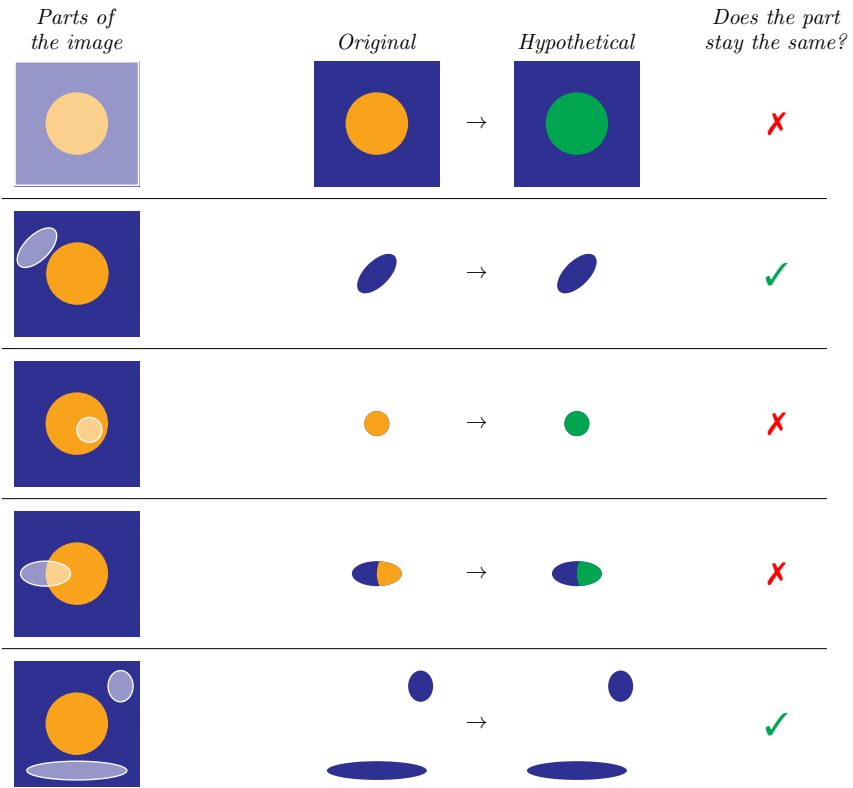 Parts of
the image
Original
Hypothetical
Does the part
stay the same?
→
✗
→
✓
→
✗
→
✗
→
✓